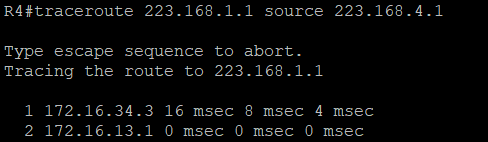 R4#traceroute 223.168.1.1 source 223.168.4.1
Type escape sequence to abort.
Tracing the route to 223.168.1.1
1 172.16.34.3 16 msec 8 msec 4 msec
2 172.16.13.1 0 msec 0 msec 0 msec